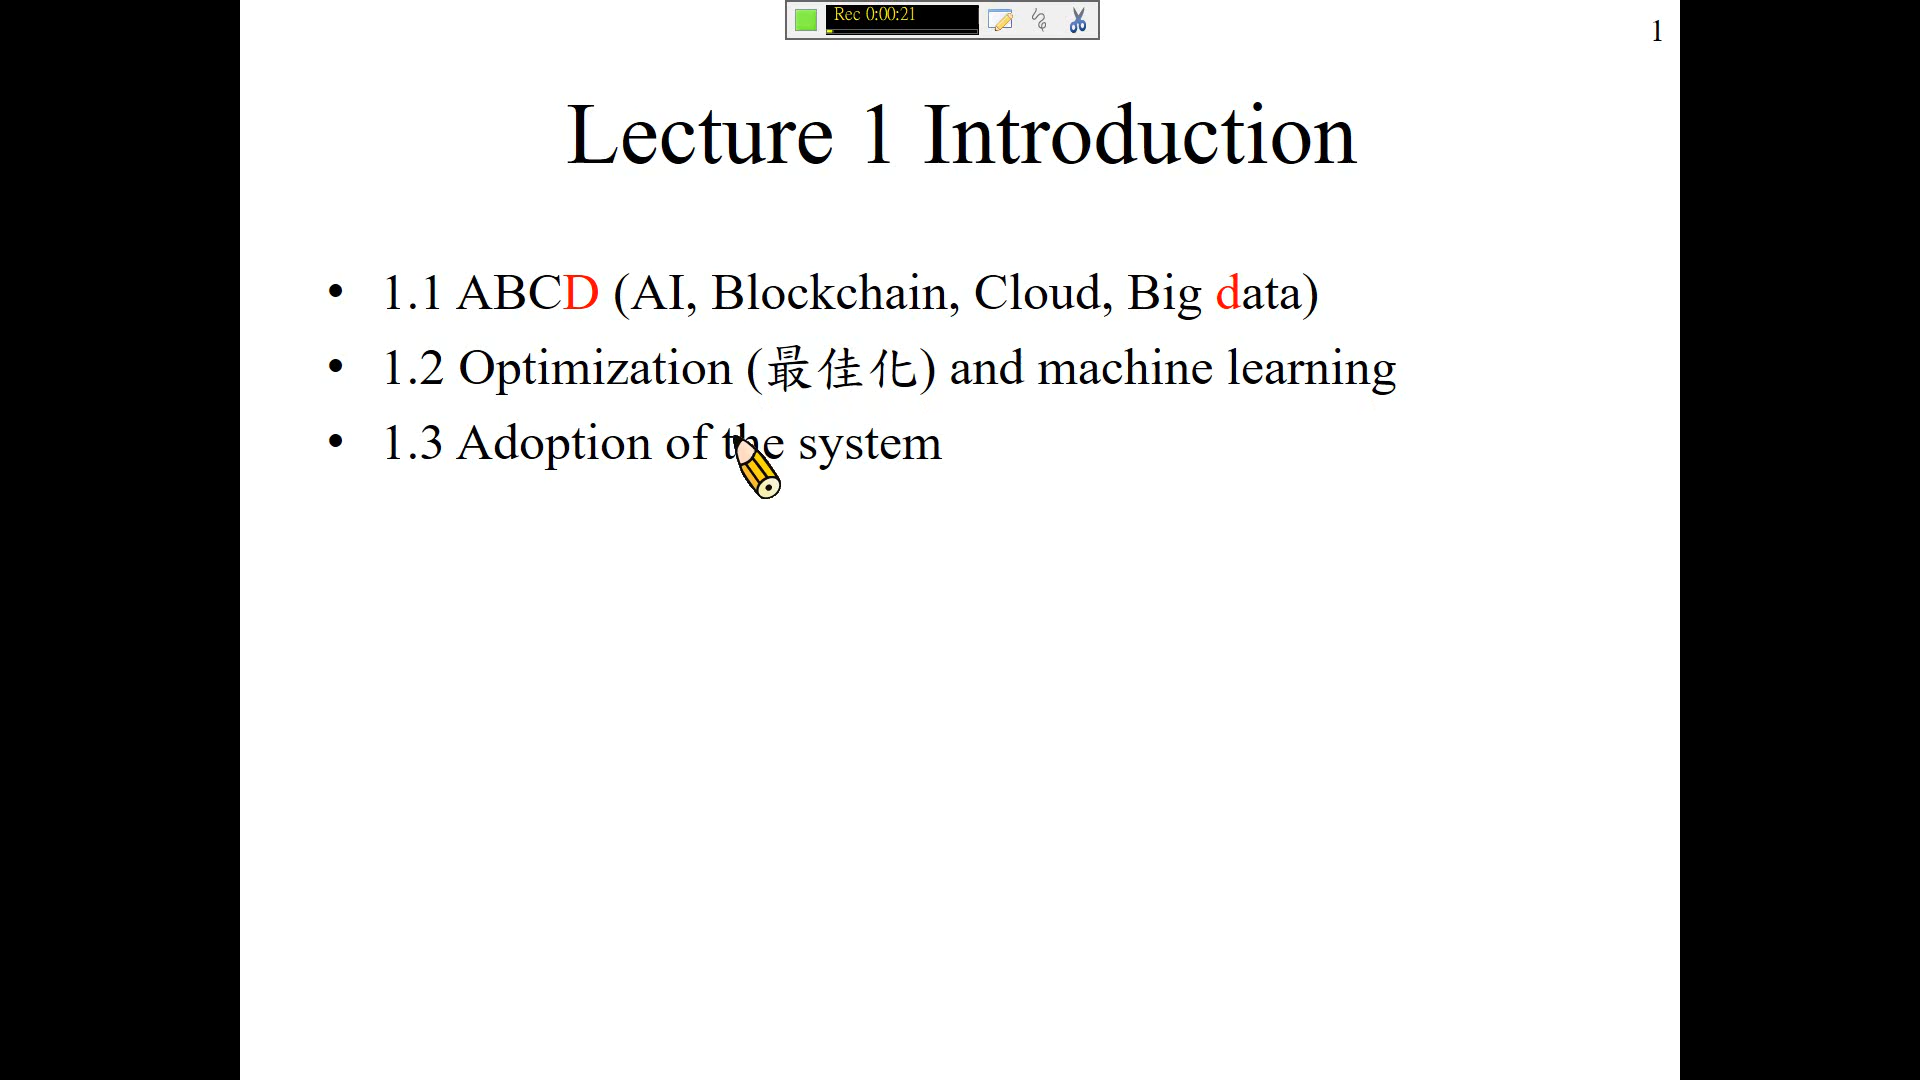 Rec 0:00:21
1
Lecture 1 Introduction
• 1.1 ABCD (AI, Blockchain, Cloud, Big data)
• 1.2 Optimization (最佳化) and machine learning
• 1.3 Adoption of the system